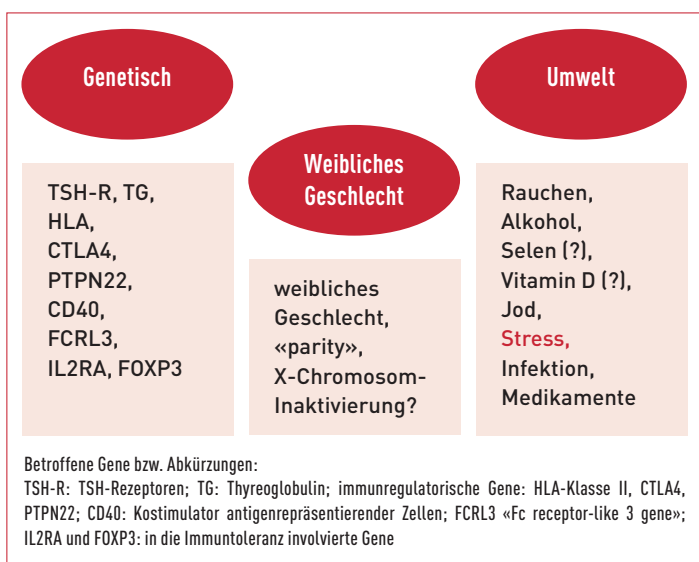 Genetisch
TSH-R, TG,
HLA,
CTLA4,
PTPN22,
CD40,
FCRL3,
IL2RA, FOXP3
Weibliches
Geschlecht
weibliches
Geschlecht,
«parity»,
X-Chromosom-
Inaktivierung?
Umwelt
Rauchen,
Alkohol,
Selen (?),
Vitamin D (?),
Jod,
Stress,
Infektion,
Medikamente
Betroffene Gene bzw. Abkürzungen:
TSH-R: TSH-Rezeptoren; TG: Thyreoglobulin; immunregulatorische Gene: HLA-Klasse II, CTLA4,
PTPN22; CD40: Kostimulator antigenrepräsentierender Zellen; FCRL3 «Fc receptor-like 3 gene»;
IL2RA und FOXP3: in die Immuntoleranz involvierte Gene